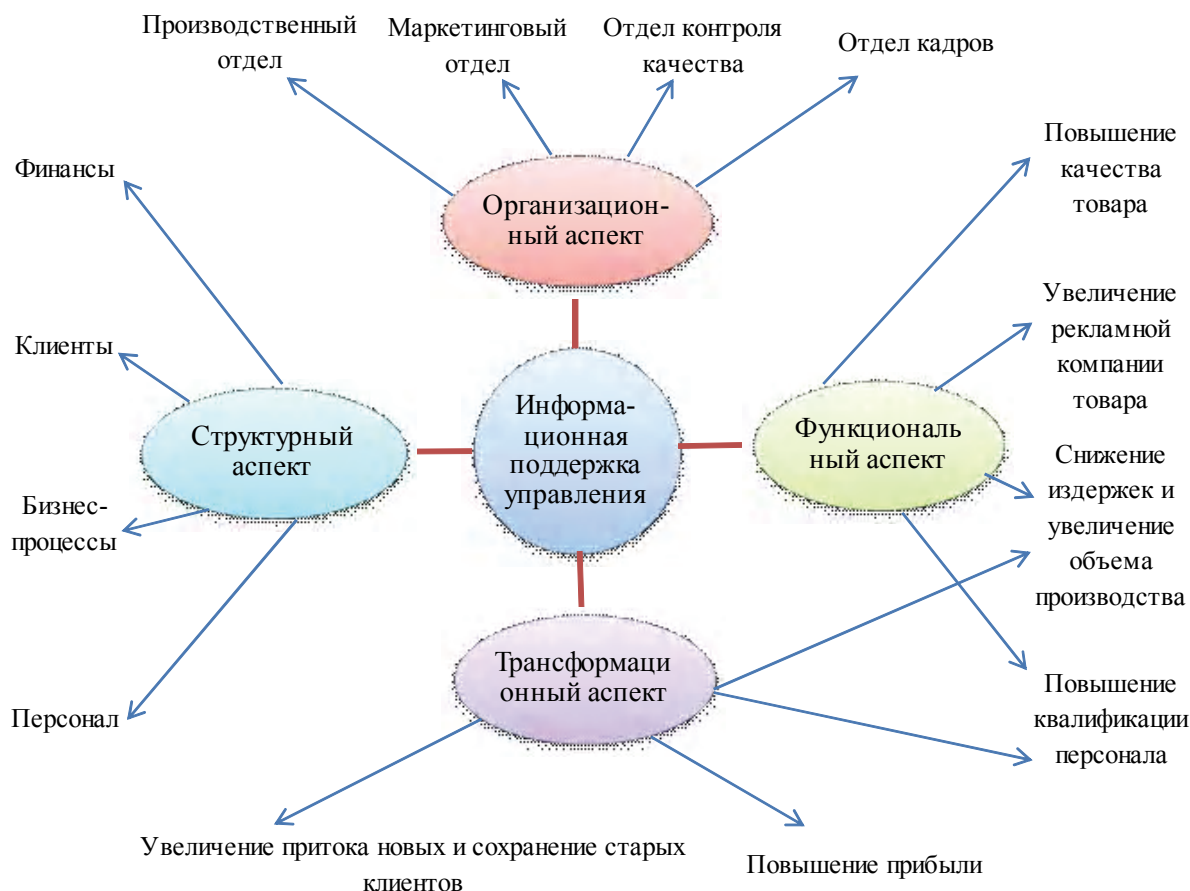 Производственный
отдел
Маркетинговый
отдел
Отдел контроля
качества
Отдел кадров
Финансы
Клиенты
Бизнес-
процессы
Персонал
Организацион-
ный аспект
Структурный
аспект
Информа-
ционная
поддержка
управления
Функциональ
ный аспект
Трансформаци
онный аспект
Повышение
качества
товара
Увеличение
рекламной
компании
товара
Снижение
издержек и
увеличение
объема
производства
Повышение
квалификации
персонала
Увеличение притока новых и сохранение старых
клиентов
Повышение прибыли